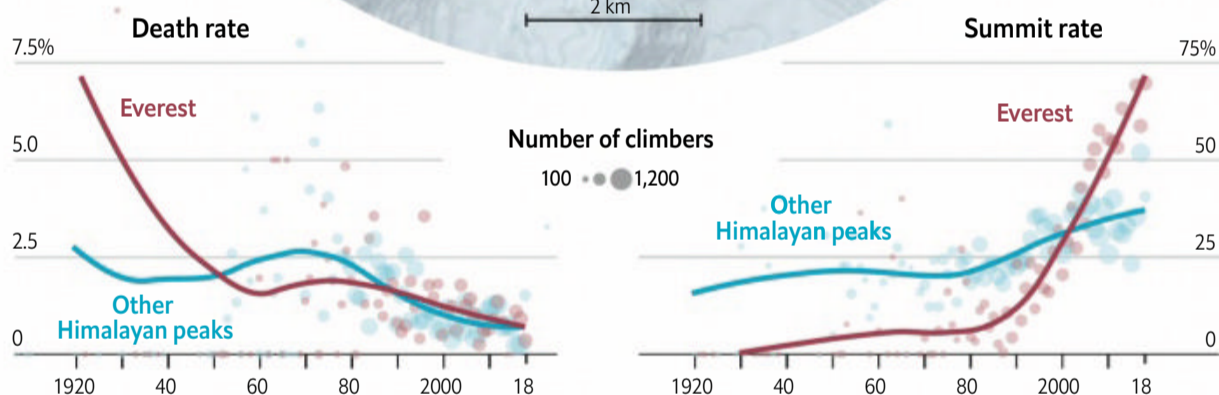 2 km
Death rate
7.5%
5.0
2.5
0
Everest
Other
Himalayan peaks
1920 40 60 80 2000 18
Number of climbers
100 1,200
Summit rate
75%
50
25
0
Everest
Other
Himalayan peaks
1920 40 60 80 2000 18